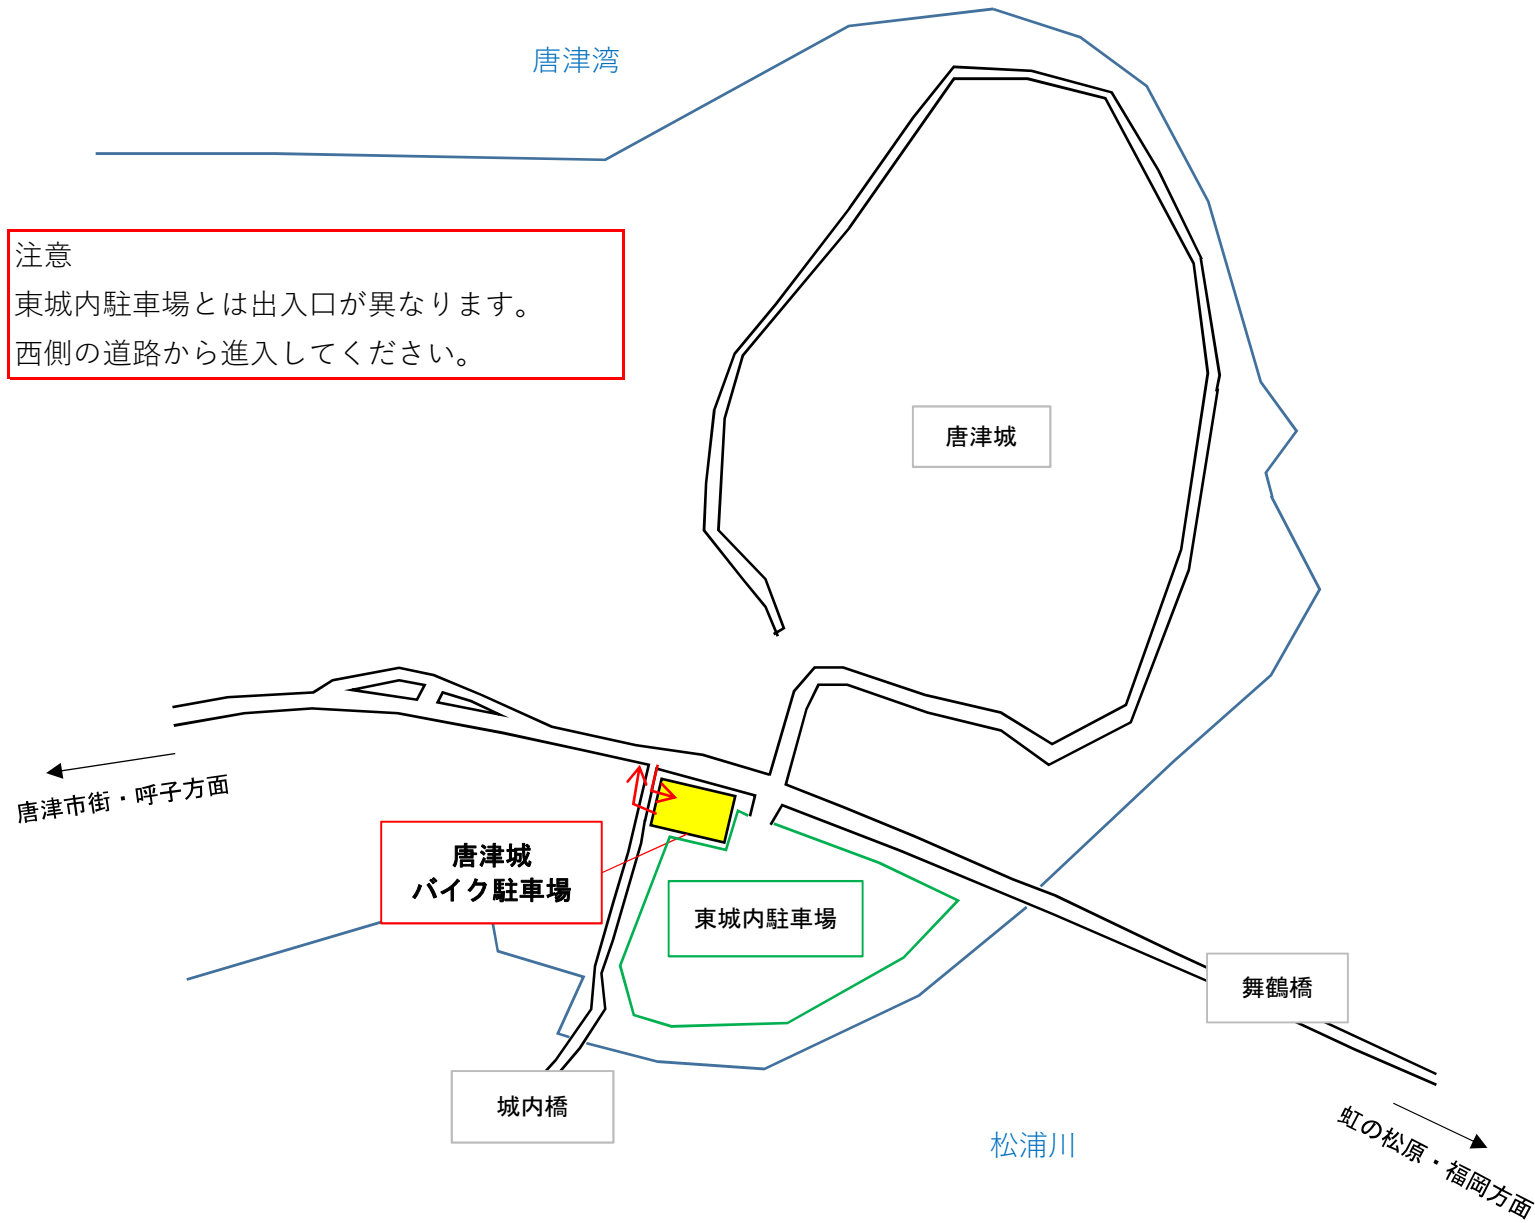 唐津湾
注意
東城内駐車場とは出入口が異なります。
西側の道路から進入してください。
唐津城
唐津市街・呼子方面
唐津城
バイク駐車場
東城内駐車場
舞鶴橋
城内橋
松浦川
虹の松原・福岡方面